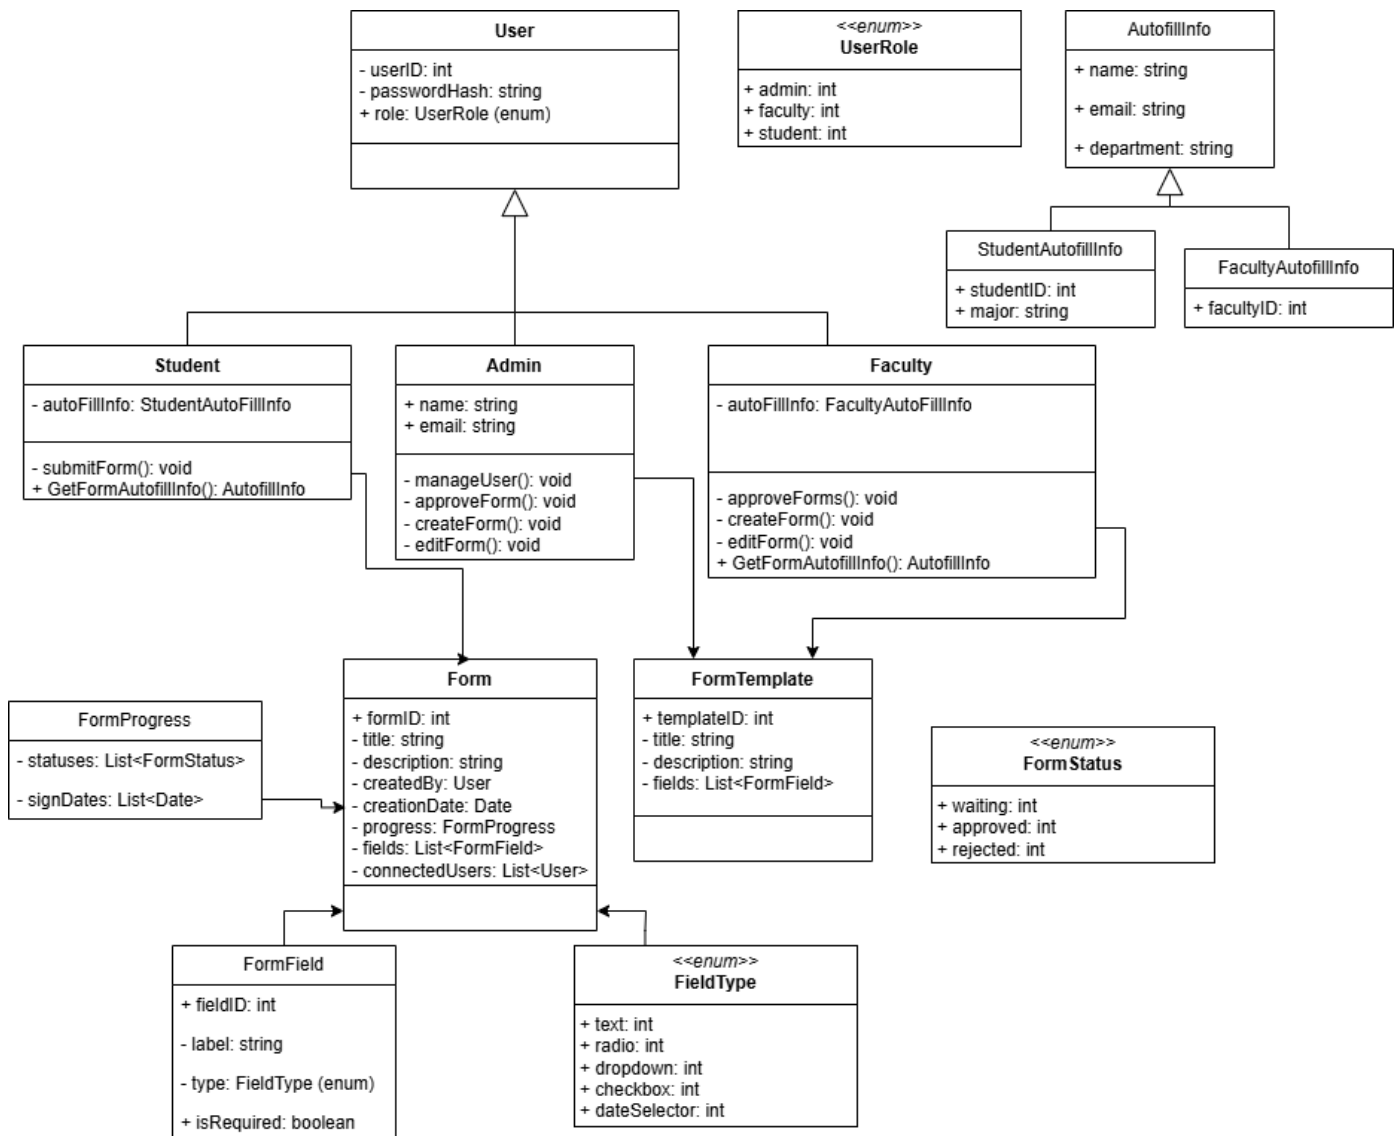 User
- userID: int
- passwordHash: string
+ role: UserRole (enum)
<<enum>>
UserRole
+ admin: int
+ faculty: int
+ student: int
AutofillInfo
+ name: string
+ email: string
+ department: string
StudentAutofillInfo
+ studentID: int
+ major: string
FacultyAutofillInfo
+ facultyID: int
Student
- autoFillInfo: StudentAutoFillInfo
- submitForm(): void
+ GetFormAutofillInfo(): AutofillInfo
Admin
+ name: string
+ email: string
- manageUser(): void
- approveForm(): void
- createForm(): void
- editForm(): void
Faculty
- autoFillInfo: FacultyAutoFillInfo
- approveForms(): void
- createForm(): void
- editForm(): void
+ GetFormAutofillInfo(): AutofillInfo
FormProgress
- statuses: List<FormStatus>
- signDates: List<Date>
Form
+ formID: int
- title: string
- description: string
- createdBy: User
- creationDate: Date
- progress: FormProgress
- fields: List<FormField>
- connectedUsers: List<User>
FormTemplate
+ templateID: int
- title: string
- description: string
- fields: List<FormField>
<<enum>>
FormStatus
+ waiting: int
+ approved: int
+ rejected: int
FormField
+ fieldID: int
- label: string
- type: FieldType (enum)
+ isRequired: boolean
<<enum>>
FieldType
+ text: int
+ radio: int
+ dropdown: int
+ checkbox: int
+ dateSelector: int